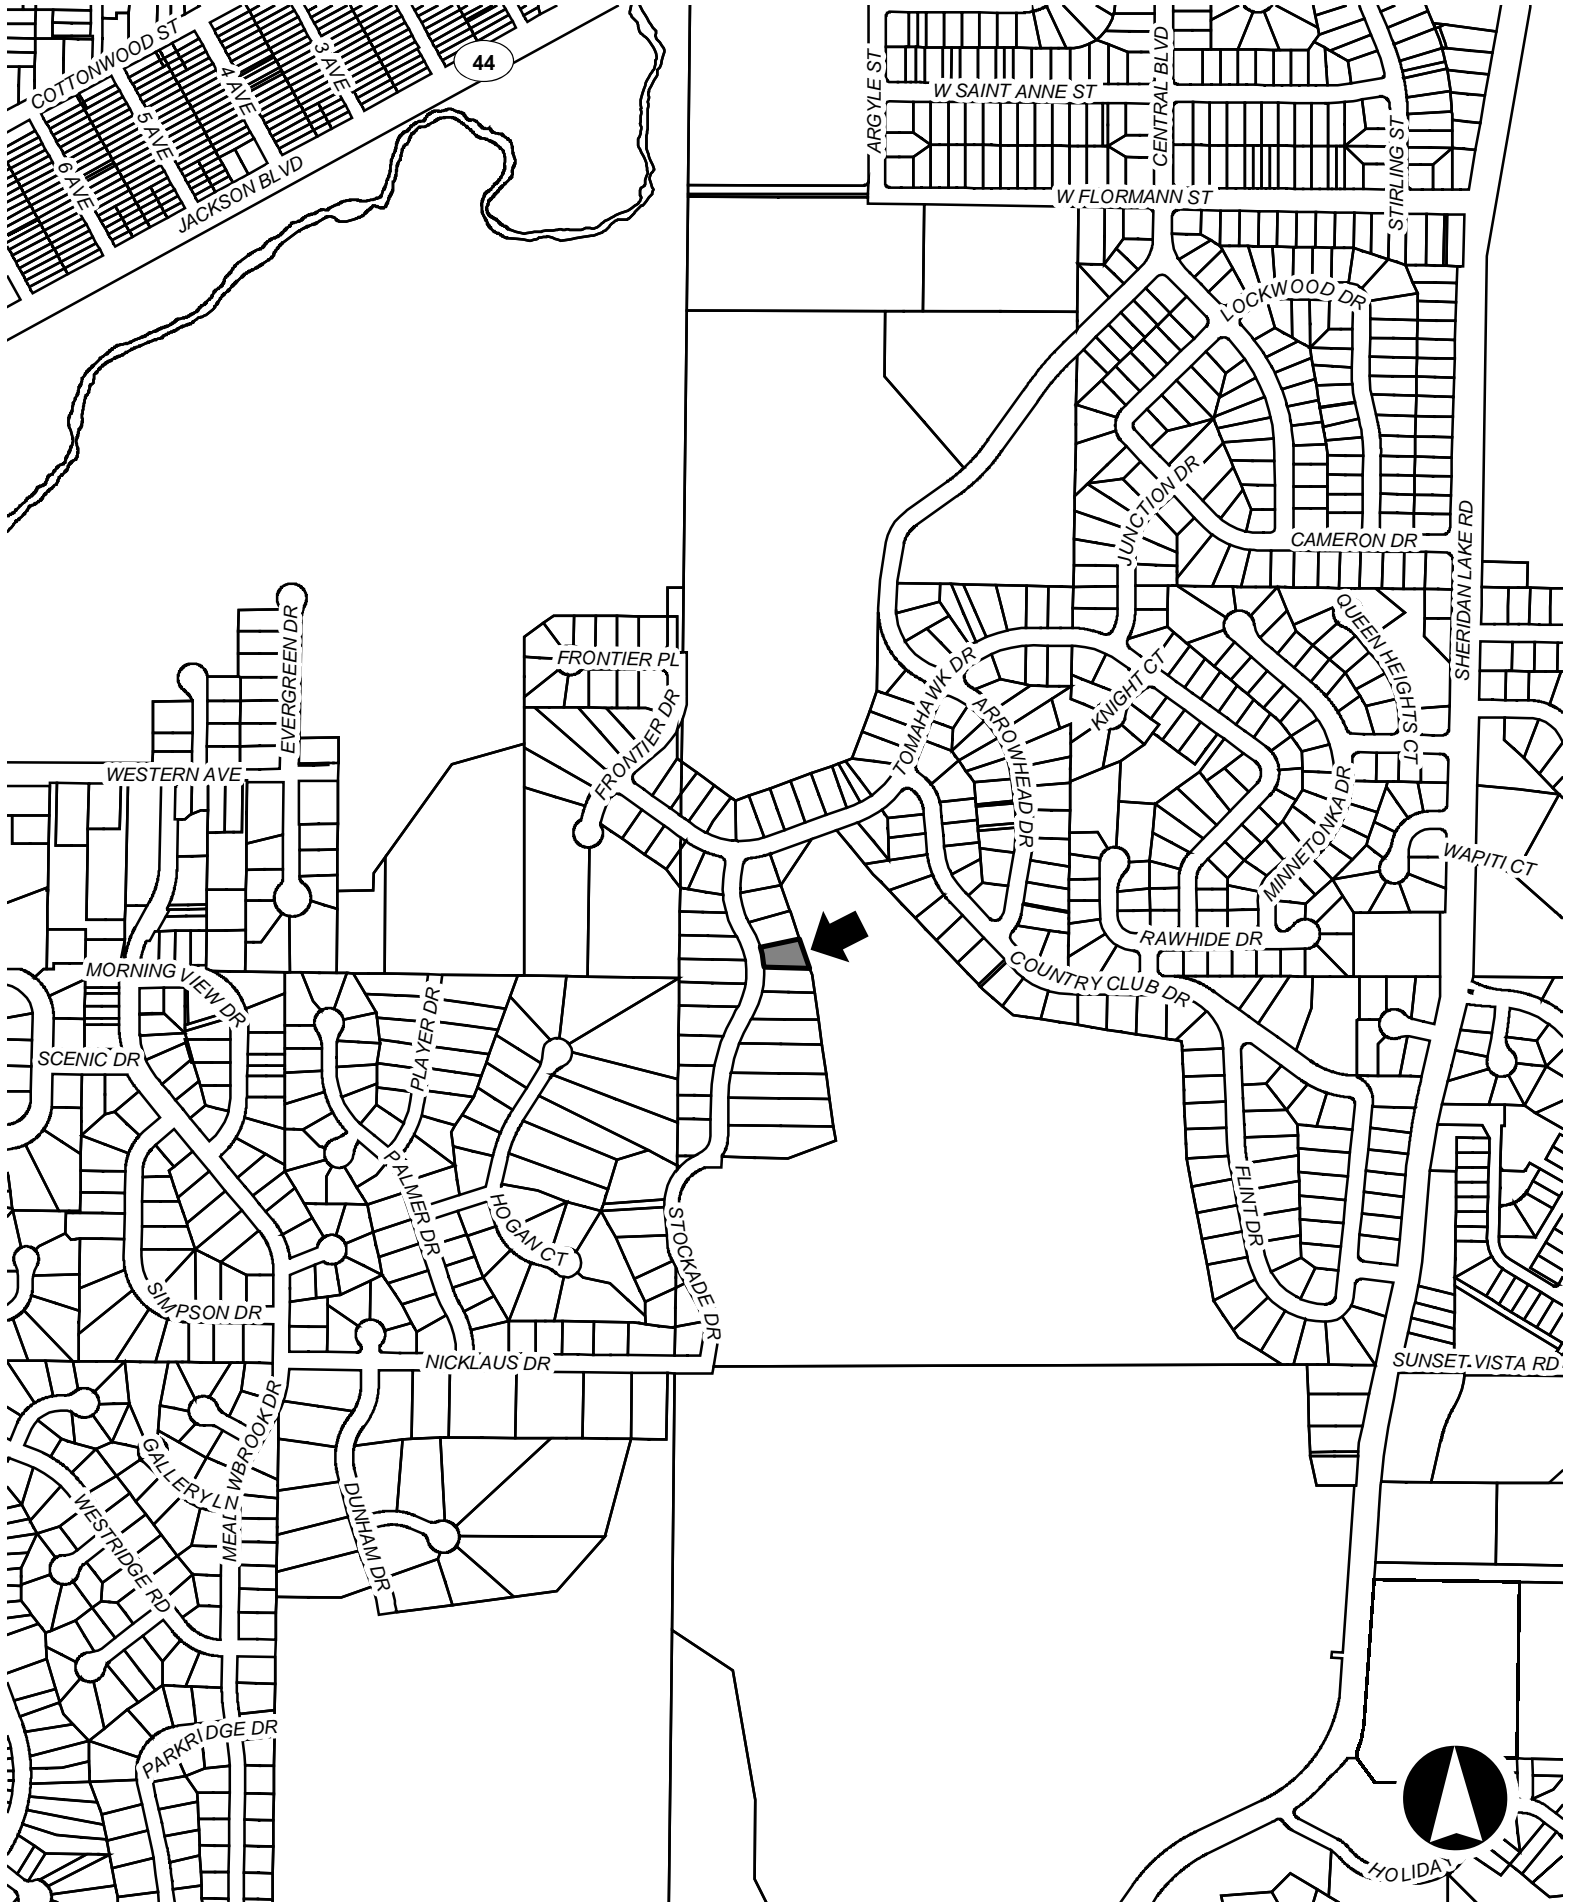 COTTONWOOD ST
3 AVE
44
4 AVE
5 AVE
6 AVE
JACKSON BLVD
ARGYLE ST
W SAINT ANNE ST
CENTRAL BLVD
STIRLING ST
W FLORMANN ST
LOCKWOOD DR
JUNCTION DR
CAMERON DR
SHERIDAN LAKE RD
EVERGREEN DR
FRONTIER PL
FRONTIER DR
TOMAHAWK DR
KNIGHT CT
QUEEN HEIGHTS CT
ARROWHEAD DR
WESTERN AVE
MINNETONKA DR
WAPITI CT
RAWHIDE DR
COUNTRY CLUB DR
MORNING VIEW DR
PLAYER DR
SCENIC DR
PALMER DR
HOGAN CT
STOCKADE DR
FLINT DR
SIMPSON DR
NICKLAUS DR
SUNSET VISTA RD
GALLERY LN
MEADOWBROOK DR
WESTRIDGE RD
DUNHAM DR
PARKRIDGE DR
HOLIDAY